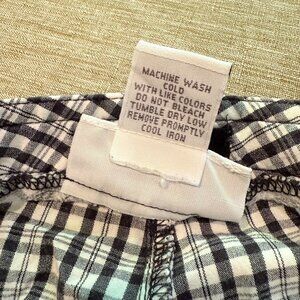 MACHINE WASH
COLD
WITH LIKE COLORS
DO NOT BLEACH
TUMBLE DRY LOW
REMOVE PROMPTLY
COOL IRON